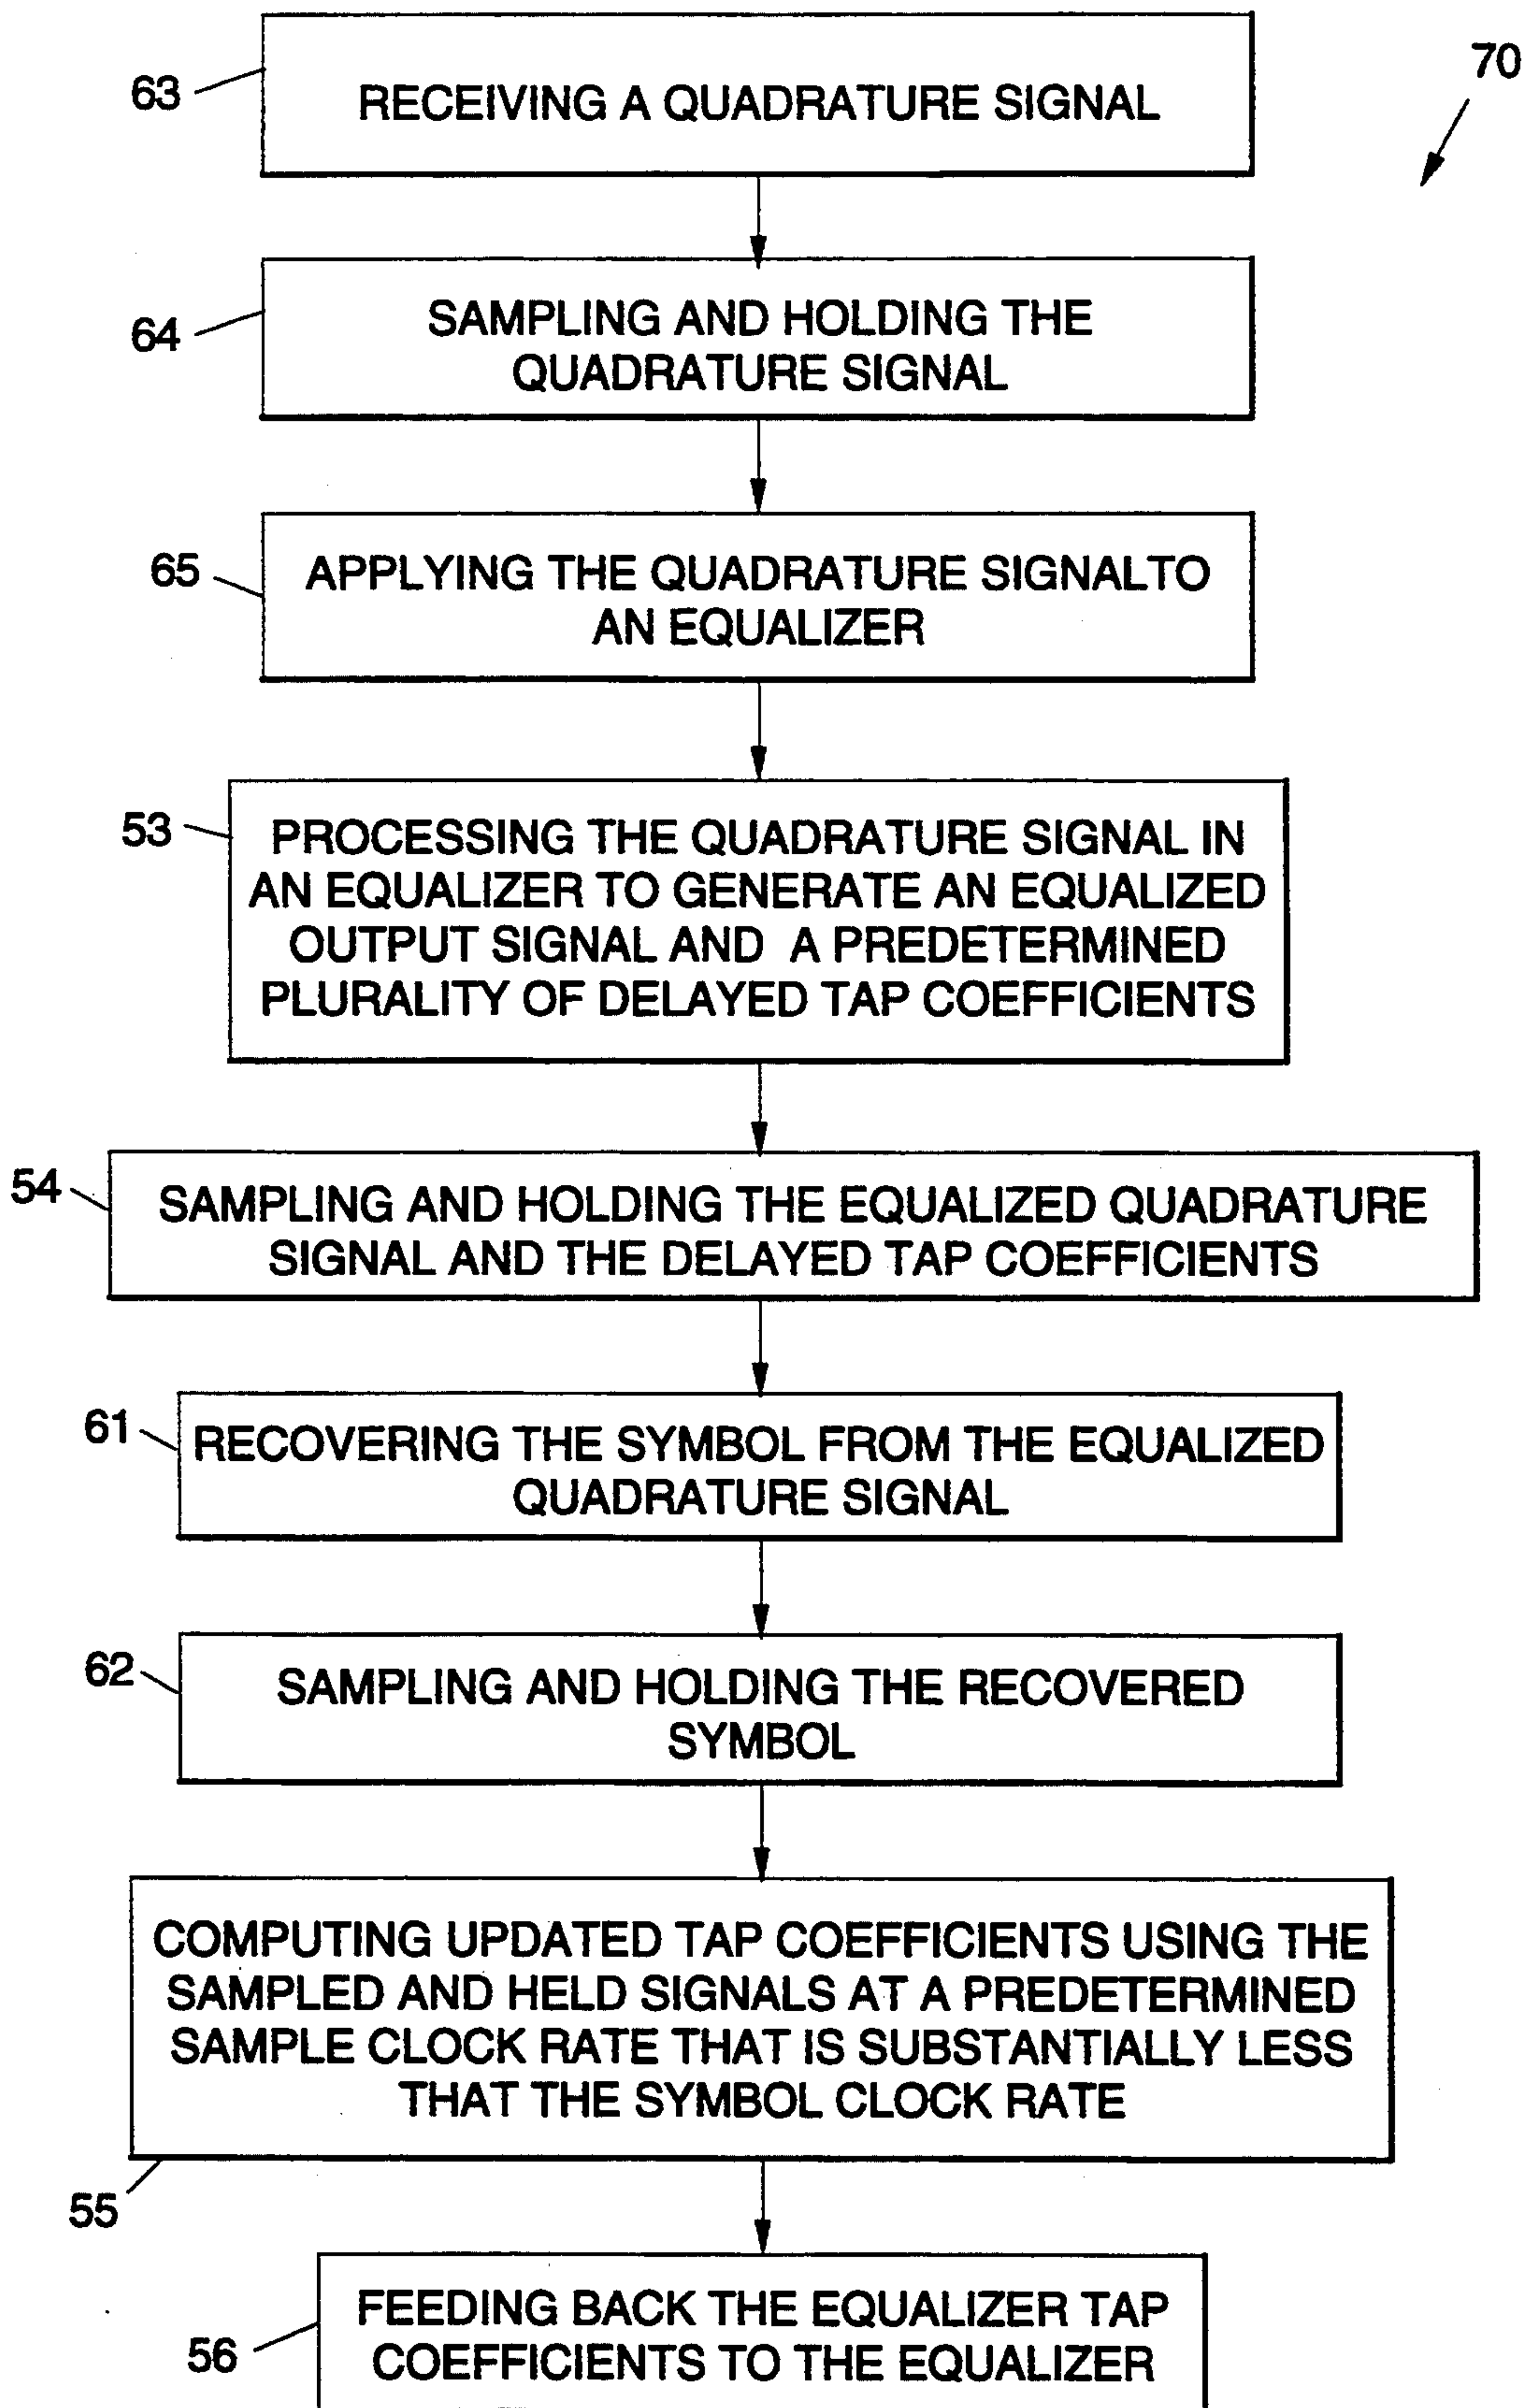 70
63
RECEIVING A QUADRATURE SIGNAL
64
SAMPLING AND HOLDING THE
QUADRATURE SIGNAL
65
APPLYING THE QUADRATURE SIGNALTO
AN EQUALIZER
53
PROCESSING THE QUADRATURE SIGNAL IN
AN EQUALIZER TO GENERATE AN EQUALIZED
OUTPUT SIGNAL AND A PREDETERMINED
PLURALITY OF DELAYED TAP COEFFICIENTS
54
SAMPLING AND HOLDING THE EQUALIZED QUADRATURE
SIGNAL AND THE DELAYED TAP COEFFICIENTS
61
RECOVERING THE SYMBOL FROM THE EQUALIZED
QUADRATURE SIGNAL
62
SAMPLING AND HOLDING THE RECOVERED
SYMBOL
COMPUTING UPDATED TAP COEFFICIENTS USING THE
SAMPLED AND HELD SIGNALS AT A PREDETERMINED
SAMPLE CLOCK RATE THAT IS SUBSTANTIALLY LESS
THAT THE SYMBOL CLOCK RATE
55
FEEDING BACK THE EQUALIZER TAP
COEFFICIENTS TO THE EQUALIZER
56